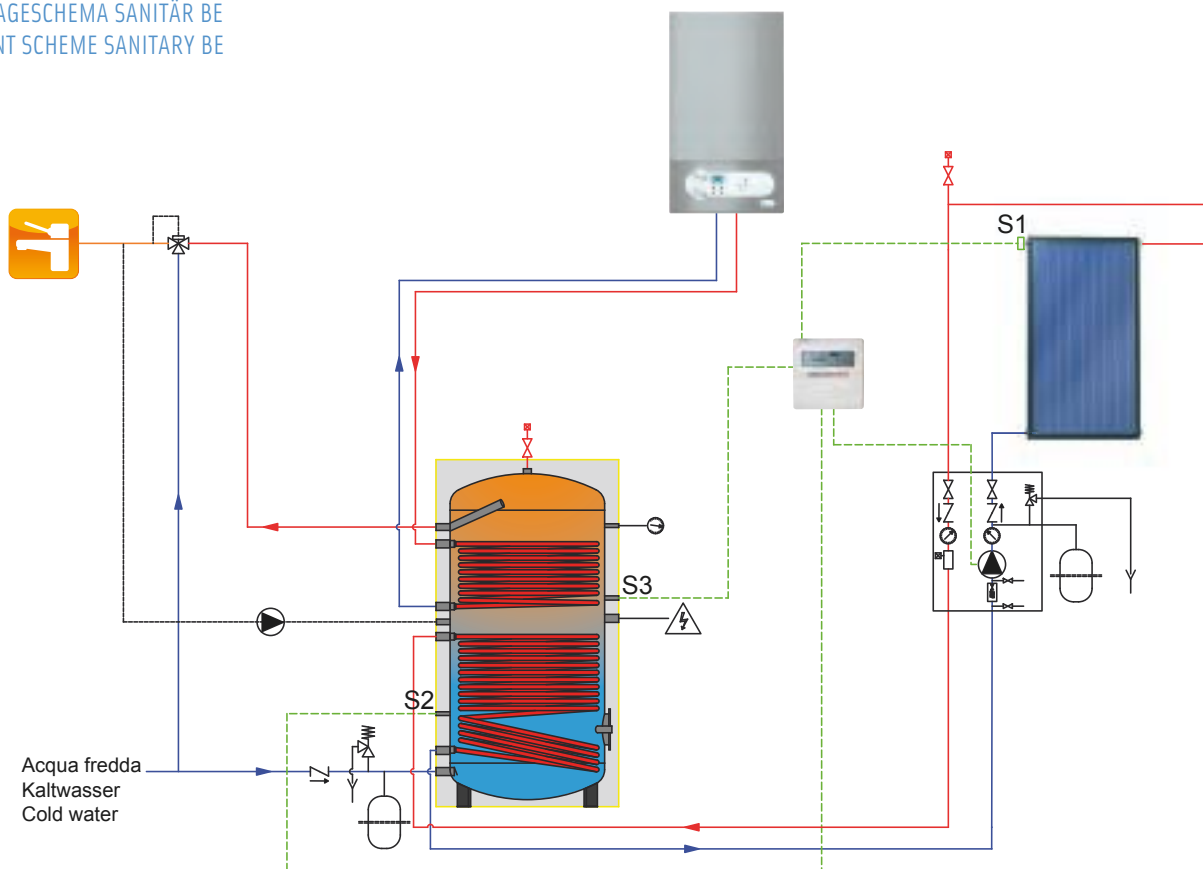 AGESCHEMA SANITÄR BE
NT SCHEME SANITARY BE
S1
S3
S2
Acqua fredda
Kaltwasser
Cold water